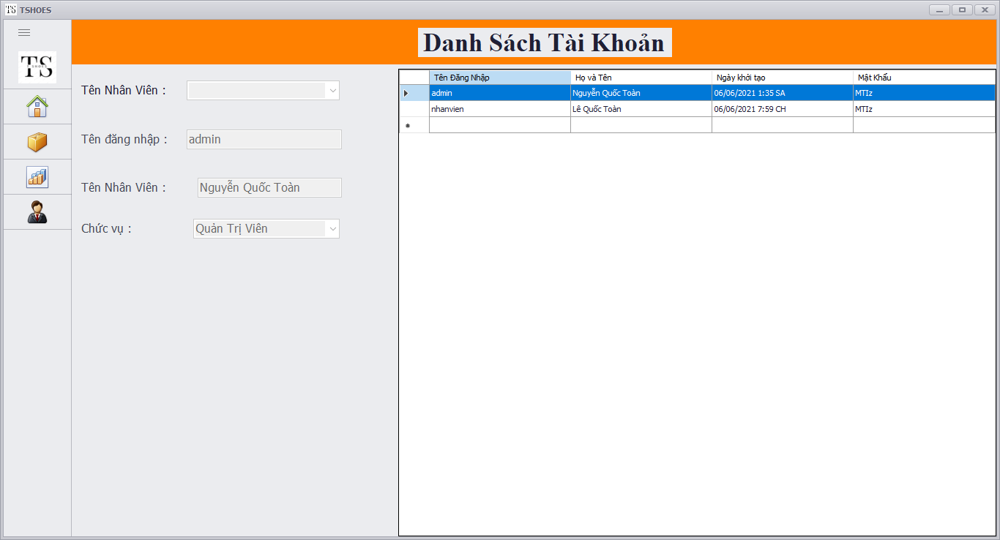 TS TSHOES
Danh Sách Tài Khoản
TS
SHOES
Tên Nhân Viên :
Tên đăng nhập : admin
Tên Nhân Viên : Nguyễn Quốc Toàn
Chức vụ : Quản Trị Viên
Tên Đăng Nhập Họ và Tên Ngày khởi tạo Mật Khẩu
admin Nguyễn Quốc Toàn 06/06/2021 1:35 SA MTIz
nhanvien Lê Quốc Toàn 06/06/2021 7:59 CH MTIz